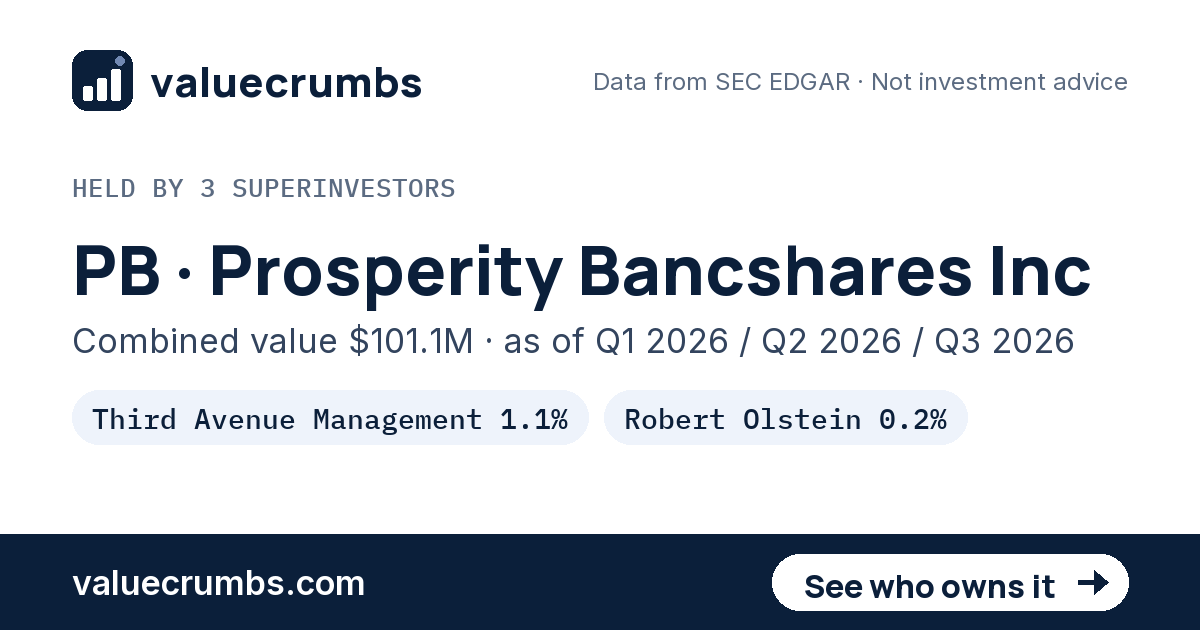 valuecrumbs
Data from SEC EDGAR · Not investment advice
HELD BY 3 SUPERINVESTORS
PB · Prosperity Bancshares Inc
Combined value $101.1M · as of Q1 2026 / Q2 2026 / Q3 2026
Third Avenue Management 1.1%
Robert Olstein 0.2%
valuecrumbs.com
See who owns it →